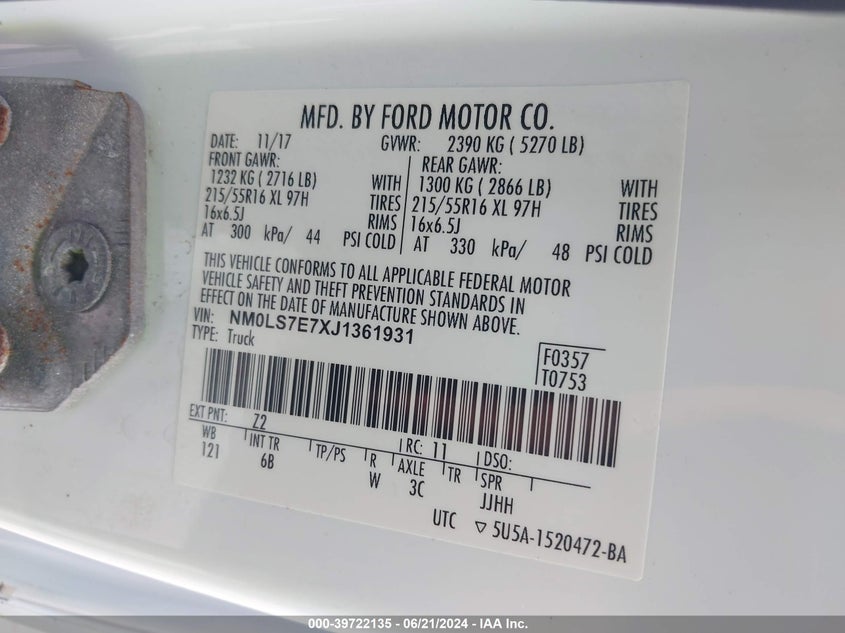 MFD. BY FORD MOTOR CO.
DATE: 11/17 GVWR: 2390 KG ( 5270 LB)
FRONT GAWR: REAR GAWR:
1232 KG ( 2716 LB) WITH 1300 KG ( 2866 LB) WITH
215/55R16 XL 97H TIRES 215/55R16 XL 97H TIRES
16x6.5J RIMS 16x6.5J RIMS
AT 300 kPa/ 44 PSI COLD AT 330 kPa/ 48 PSI COLD
THIS VEHICLE CONFORMS TO ALL APPLICABLE FEDERAL MOTOR
VEHICLE SAFETY AND THEFT PREVENTION STANDARDS IN
EFFECT ON THE DATE OF MANUFACTURE SHOWN ABOVE.
VIN: NM0LS7E7XJ1361931
TYPE: Truck
F0357
T0753
EXT PNT: Z2 RC: 11 DSO:
WB INT TR TP/PS R AXLE TR SPR
121 6B W 3C JJHH
UTC ▽ 5U5A-1520472-BA
000-39722135 - 06/21/2024 - IAA Inc.